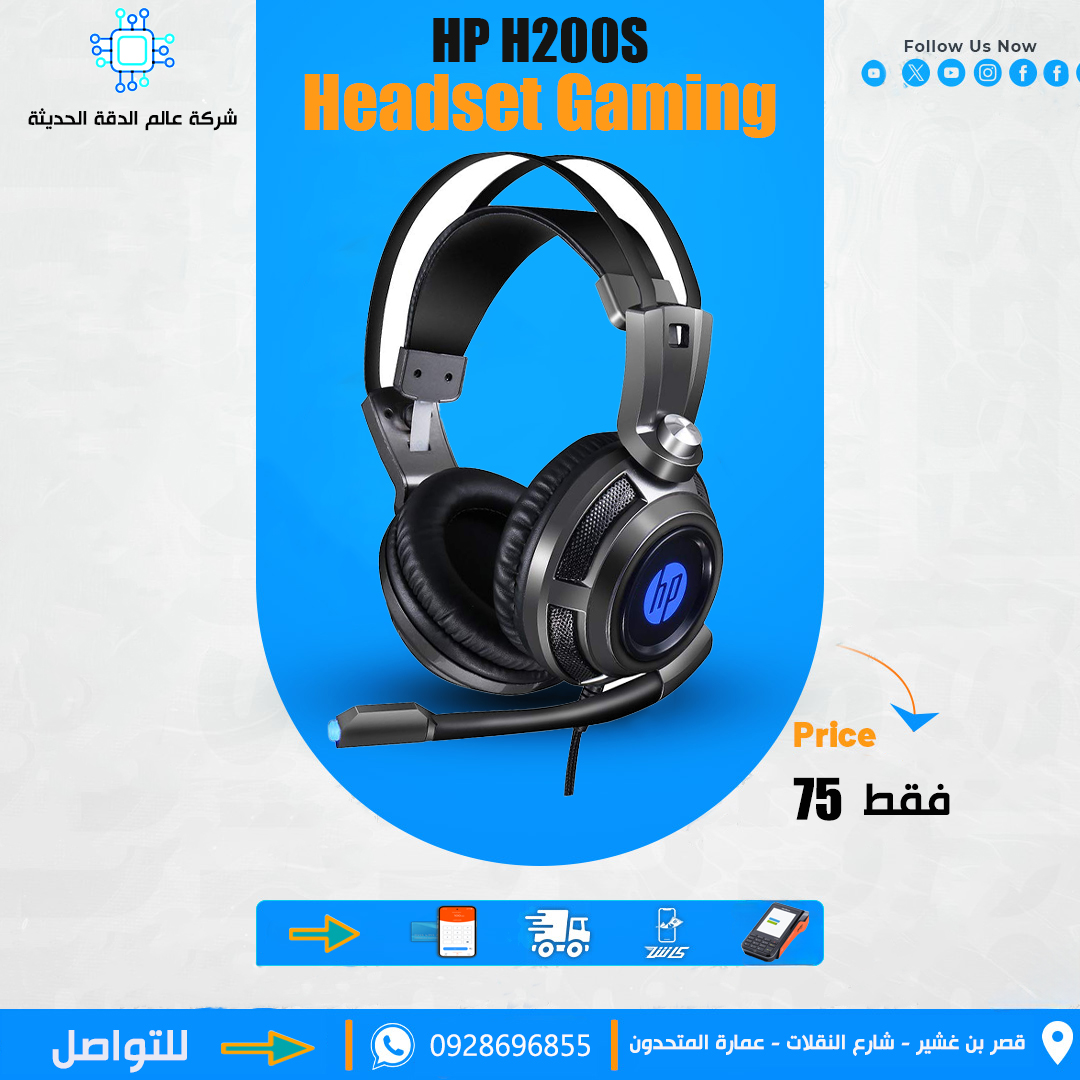 HP H200S
Headset Gaming
شركة عالم الدقة الحديثة
Follow Us Now
hp
Price
فقط 75
كاش
للتواصل
0928696855
قصر بن غشير - شارع النقلات - عمارة المتحدون